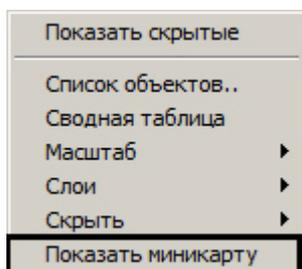 Показать скрытые
Список объектов..
Сводная таблица
Масштаб
Слои
Скрыть
Показать миникарту